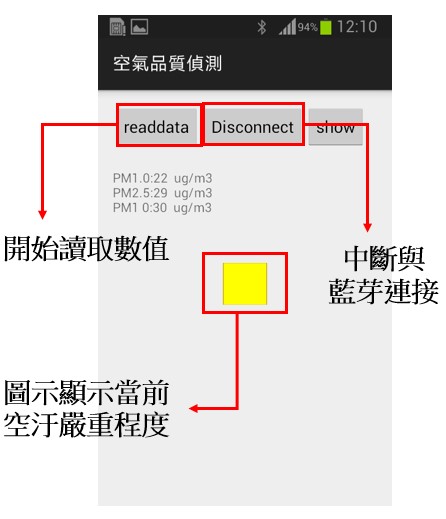 94% 12:10
空氣品質偵測
readdata Disconnect show
PM1.0:22 ug/m3
PM2.5:29 ug/m3
PM10:30 ug/m3
開始讀取數值
中斷與
藍芽連接
圖示顯示當前
空汙嚴重程度